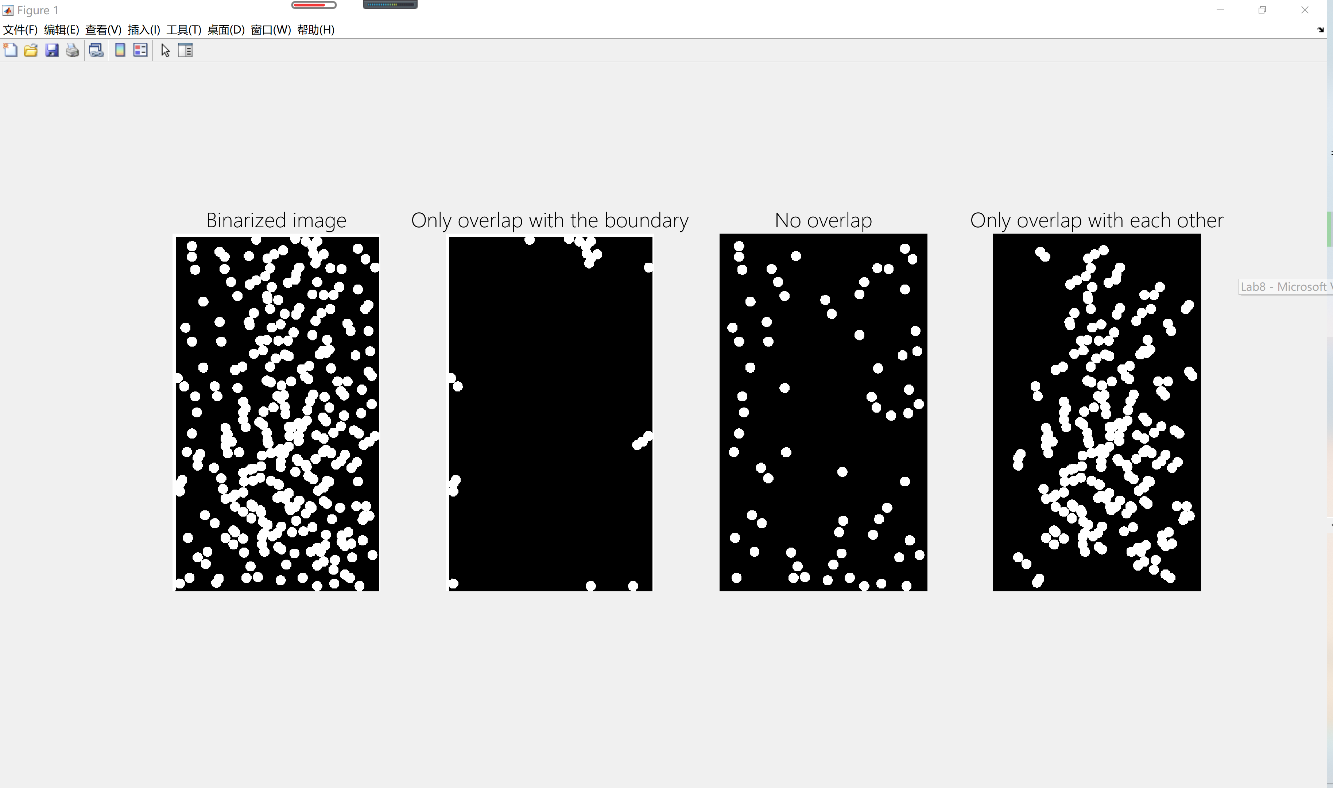 Figure 1
文件(F) 编辑(E) 查看(V) 插入(I) 工具(T) 桌面(D) 窗口(W) 帮助(H)
Binarized image
Only overlap with the boundary
No overlap
Only overlap with each other
Lab8 - Microsoft V